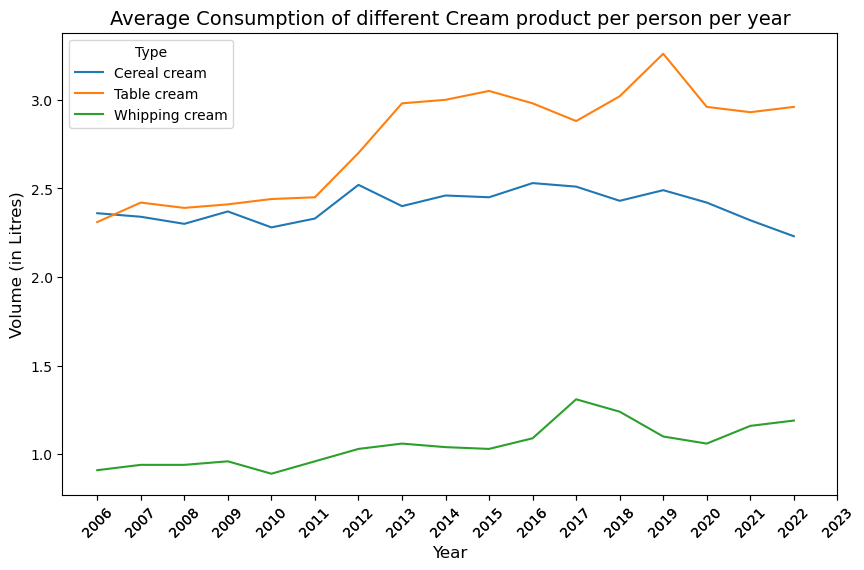 Average Consumption of different Cream product per person per year
Type
Cereal cream
Table cream
Whipping cream
Volume (in Litres)
3.0
2.5
2.0
1.5
1.0
2006 2007 2008 2009 2010 2011 2012 2013 2014 2015 2016 2017 2018 2019 2020 2021 2022 2023
Year